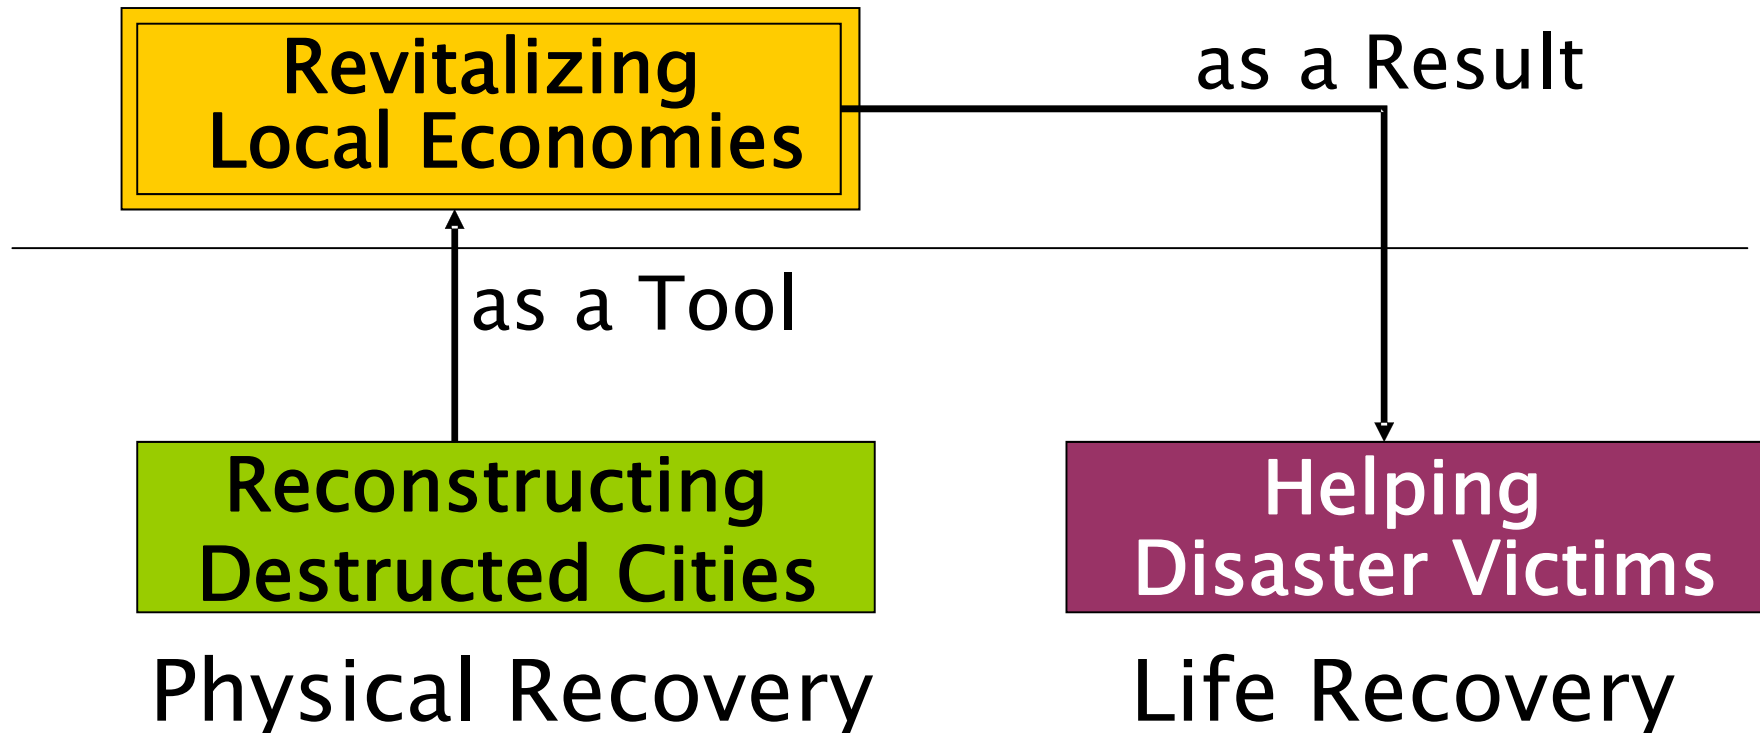 Revitalizing
Local Economies
as a Result
as a Tool
Reconstructing
Destructed Cities
Helping
Disaster Victims
Physical Recovery
Life Recovery